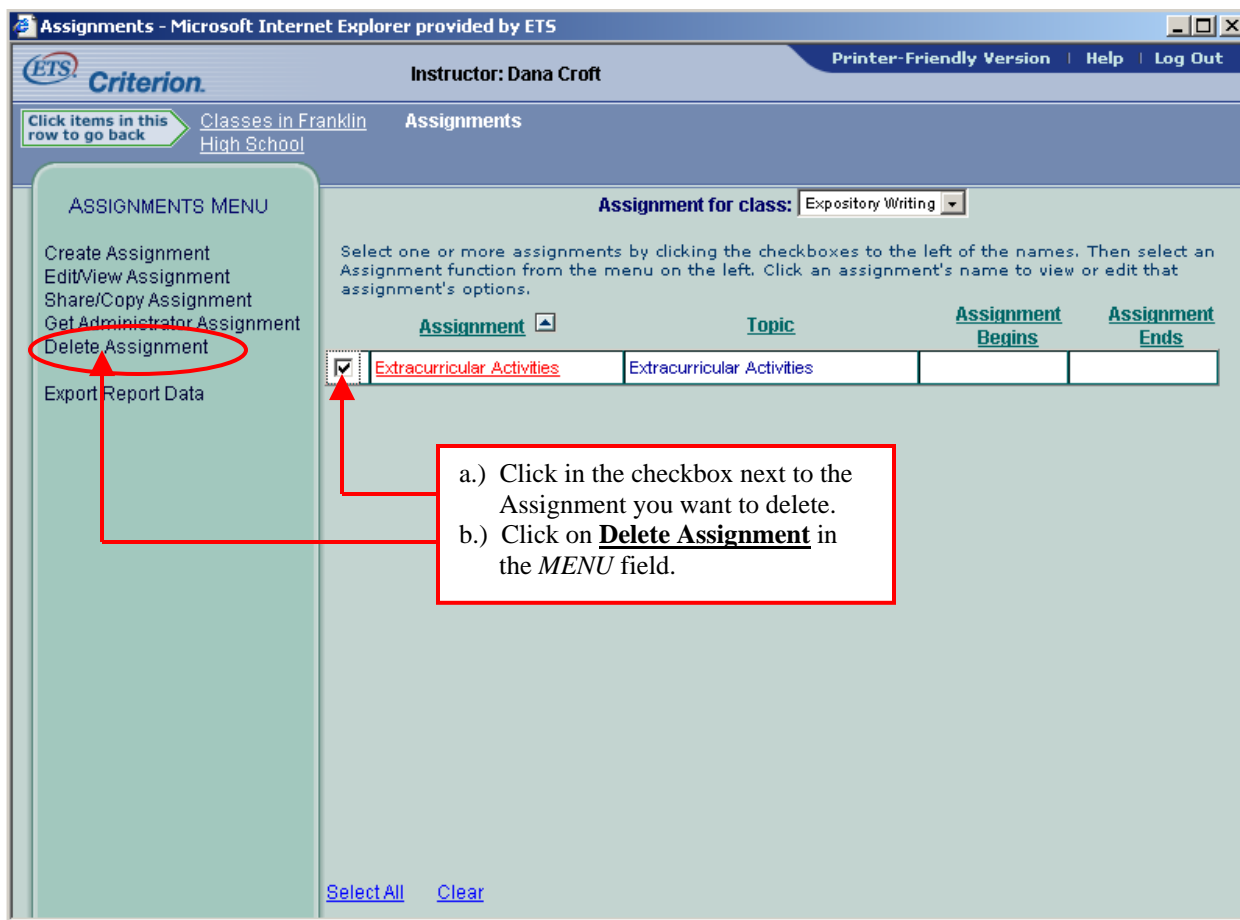 Assignments - Microsoft Internet Explorer provided by ETS
Printer-Friendly Version | Help | Log Out
ETS Criterion.
Instructor: Dana Croft
Click items in this
row to go back
Classes in Franklin
High School
Assignments
ASSIGNMENTS MENU
Create Assignment
Edit/View Assignment
Share/Copy Assignment
Get Administrator Assignment
Delete Assignment
Export Report Data
Assignment for class: Expository Writing
Select one or more assignments by clicking the checkboxes to the left of the names. Then select an
Assignment function from the menu on the left. Click an assignment's name to view or edit that
assignment's options.
Assignment
Topic
Assignment
Begins
Assignment
Ends
Extracurricular Activities
Extracurricular Activities
a.) Click in the checkbox next to the
Assignment you want to delete.
b.) Click on Delete Assignment in
the MENU field.
Select All
Clear